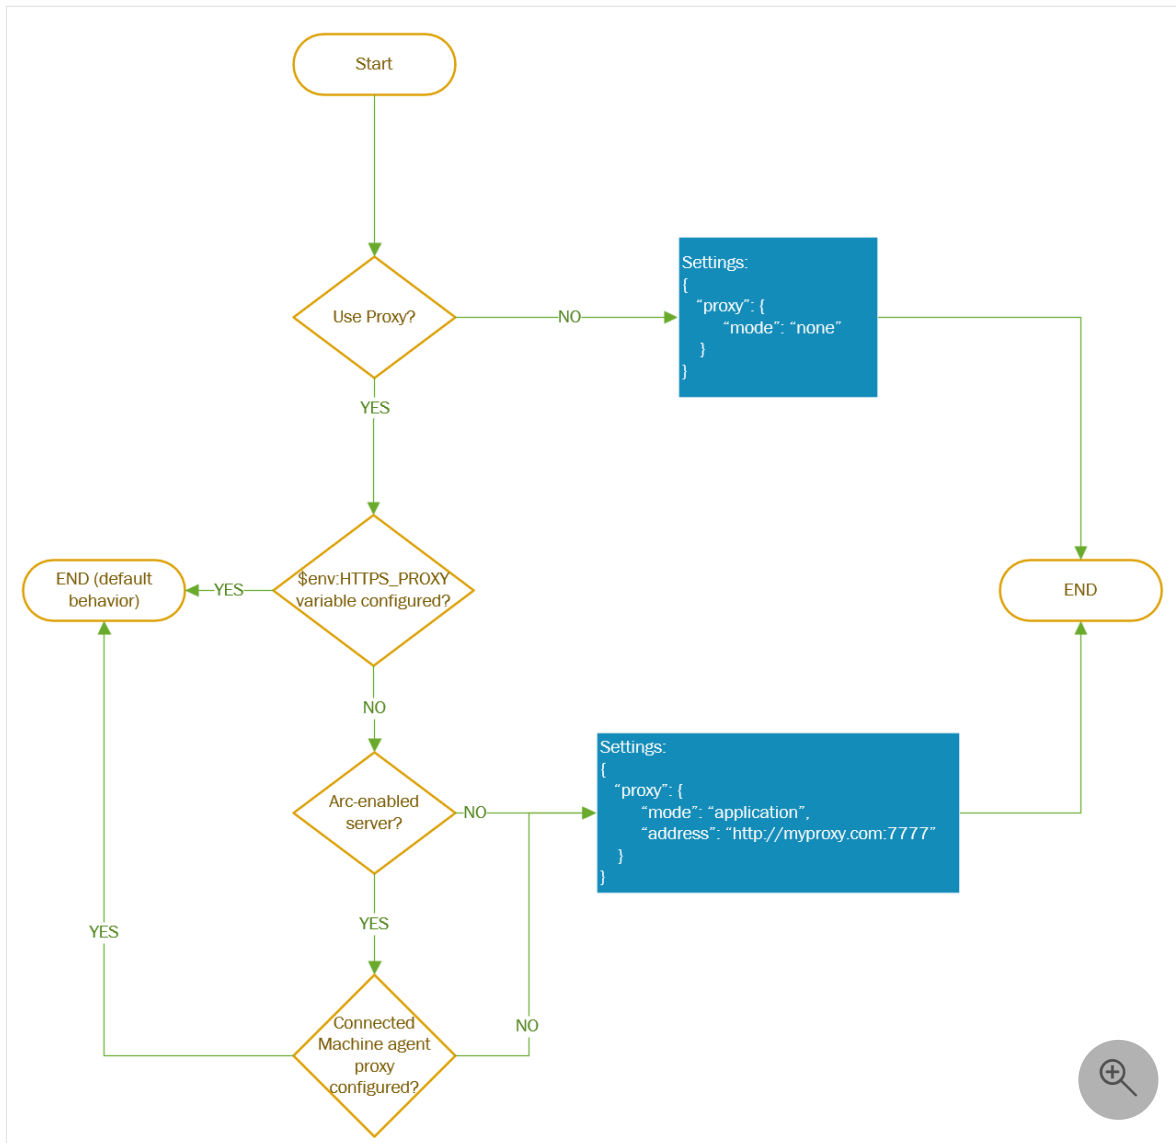 Start
Use Proxy?
NO
Settings:
{
“proxy”: {
“mode”: “none”
}
}
YES
$env:HTTPS_PROXY
variable configured?
YES
END (default
behavior)
END
NO
Arc-enabled
server?
NO
Settings:
{
“proxy”: {
“mode”: “application”,
“address”: “http://myproxy.com:7777”
}
}
YES
YES
Connected
Machine agent
proxy
configured?
NO